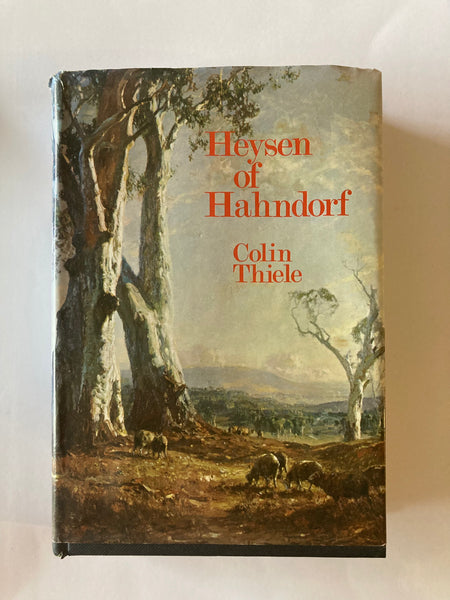 Heysen
of
Hahndorf
Colin
Thiele